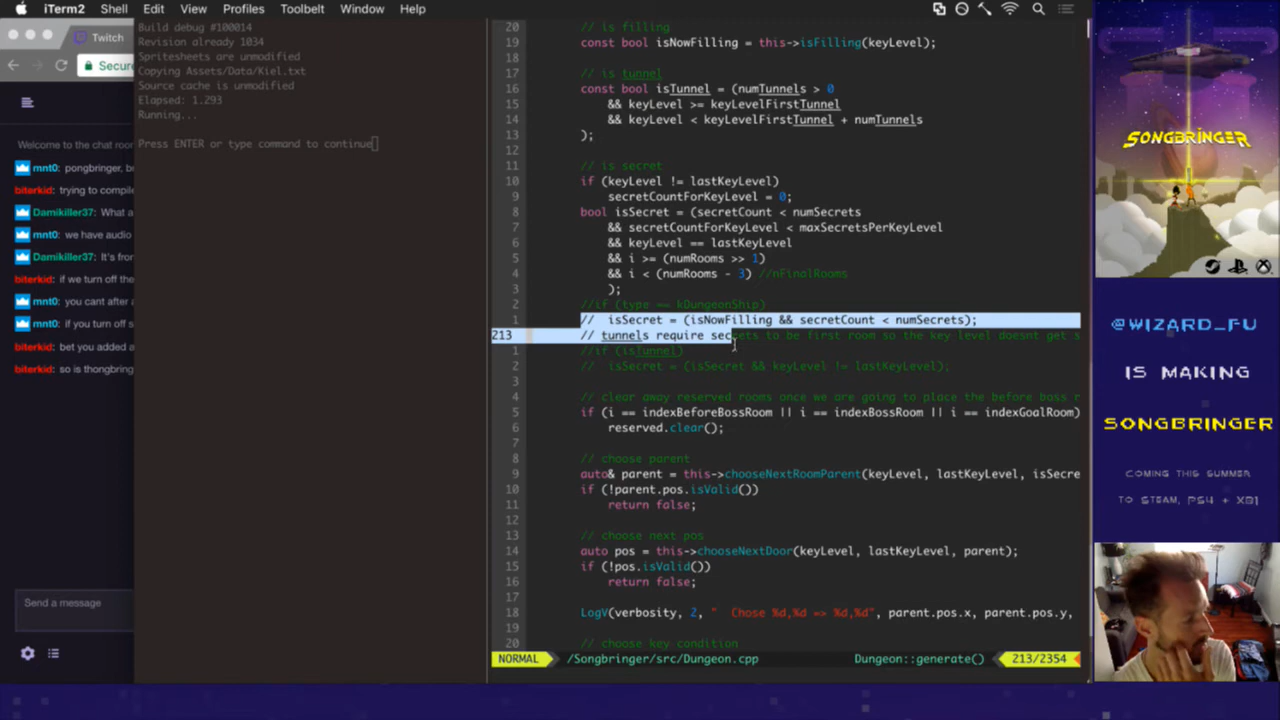 iTerm2 Shell Edit View Profiles Toolbelt Window Help
Twitch
Secure
Welcome to the chat roo
mnt0: pongbringer, b
biterkid: trying to compile
Damikiller37: What a
mnt0: we have audio
Damikiller37: It's fror
biterkid: if we turn off the
mnt0: you cant after a
mnt0: if you turn off s
biterkid: bet you added a
biterkid: so is thongbring
Send a message
Build debug #100014
Revision already 1034
Spritesheets are unmodified
Copying Assets/Data/Kiel.txt
Source cache is unmodified
Elapsed: 1.293
Running...
Press ENTER or type command to continue
20 // is filling
19 const bool isNowFilling = this->isFilling(keyLevel);
18
17 // is tunnel
16 const bool isTunnel = (numTunnels > 0
15 && keyLevel >= keyLevelFirstTunnel
14 && keyLevel < keyLevelFirstTunnel + numTunnels
13 );
12
11 // is secret
10 if (keyLevel != lastKeyLevel)
9 secretCountForKeyLevel = 0;
8 bool isSecret = (secretCount < numSecrets
7 && secretCountForKeyLevel < maxSecretsPerKeyLevel
6 && keyLevel == lastKeyLevel
5 && i >= (numRooms >> 1)
4 && i < (numRooms - 3) //nFinalRooms
3 );
2 //if (type == kDungeonShip)
1 // isSecret = (isNowFilling && secretCount < numSecrets);
213 // tunnels require secrets to be first room so the key level doesnt get s
1 //if (isTunnel)
2 // isSecret = (isSecret && keyLevel != lastKeyLevel);
3
4 // clear away reserved rooms once we are going to place the before boss r
5 if (i == indexBeforeBossRoom || i == indexBossRoom || i == indexGoalRoom)
6 reserved.clear();
7
8 // choose parent
9 auto& parent = this->chooseNextRoomParent(keyLevel, lastKeyLevel, isSecre
10 if (!parent.pos.isValid())
11 return false;
12
13 // choose next pos
14 auto pos = this->chooseNextDoor(keyLevel, lastKeyLevel, parent);
15 if (!pos.isValid())
16 return false;
17
18 LogV(verbosity, 2, " Chose %d,%d => %d,%d", parent.pos.x, parent.pos.y,
19
20 // choose key condition
NORMAL /Songbringer/src/Dungeon.cpp Dungeon::generate() 213/2354
SONGBRINGER
@WIZARD_FU
IS MAKING
SONGBRINGER
COMING THIS SUMMER
TO STEAM, PS4 + XB1